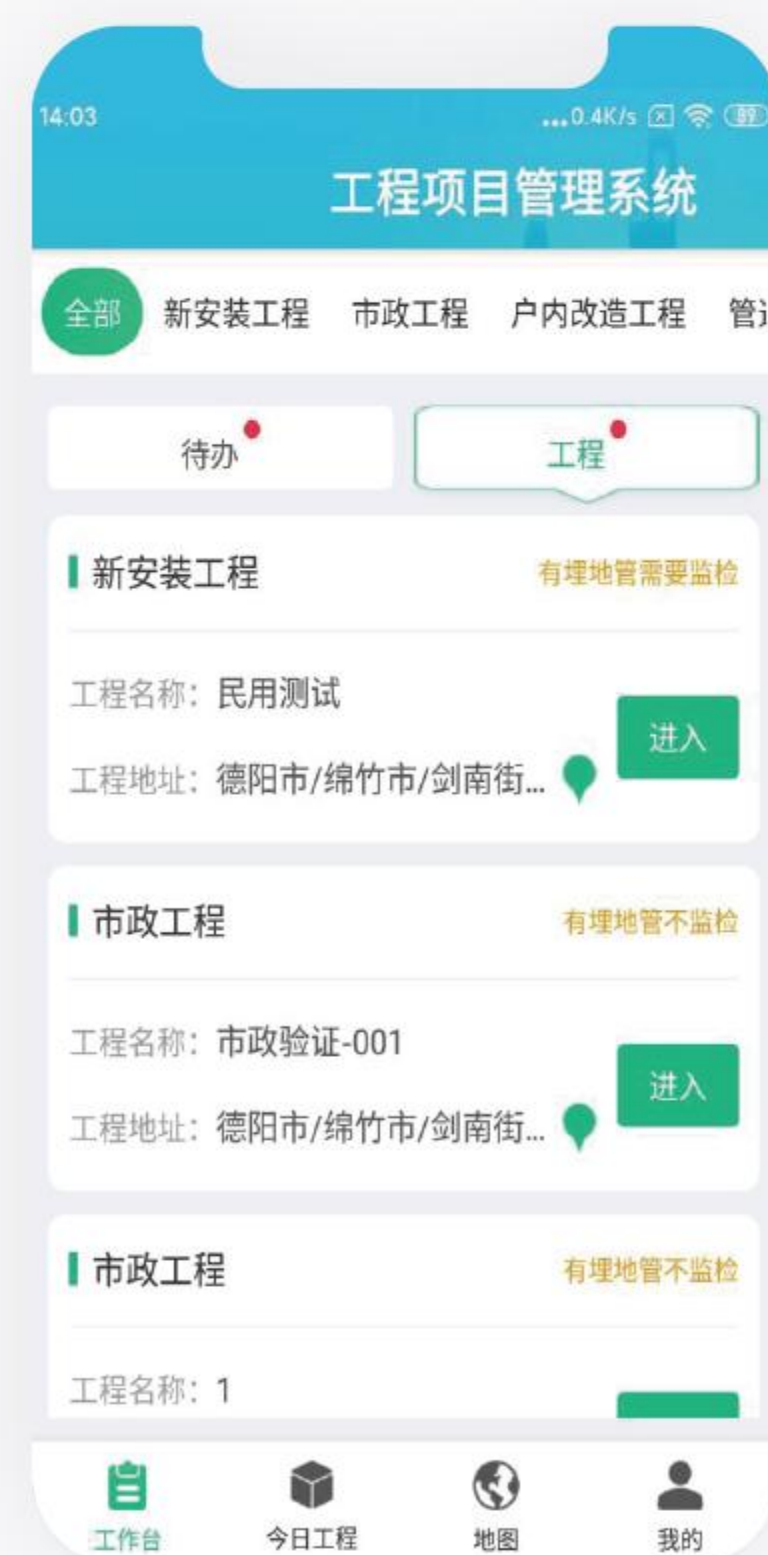 14:03 ...0.4K/s 89
工程项目管理系统
全部 新安装工程 市政工程 户内改造工程 管
待办 工程
新安装工程 有埋地管需要监检
工程名称：民用测试
进入
工程地址：德阳市/绵竹市/剑南街...
市政工程 有埋地管不监检
工程名称：市政验证-001
进入
工程地址：德阳市/绵竹市/剑南街...
市政工程 有埋地管不监检
工程名称：1
工作台 今日工程 地图 我的